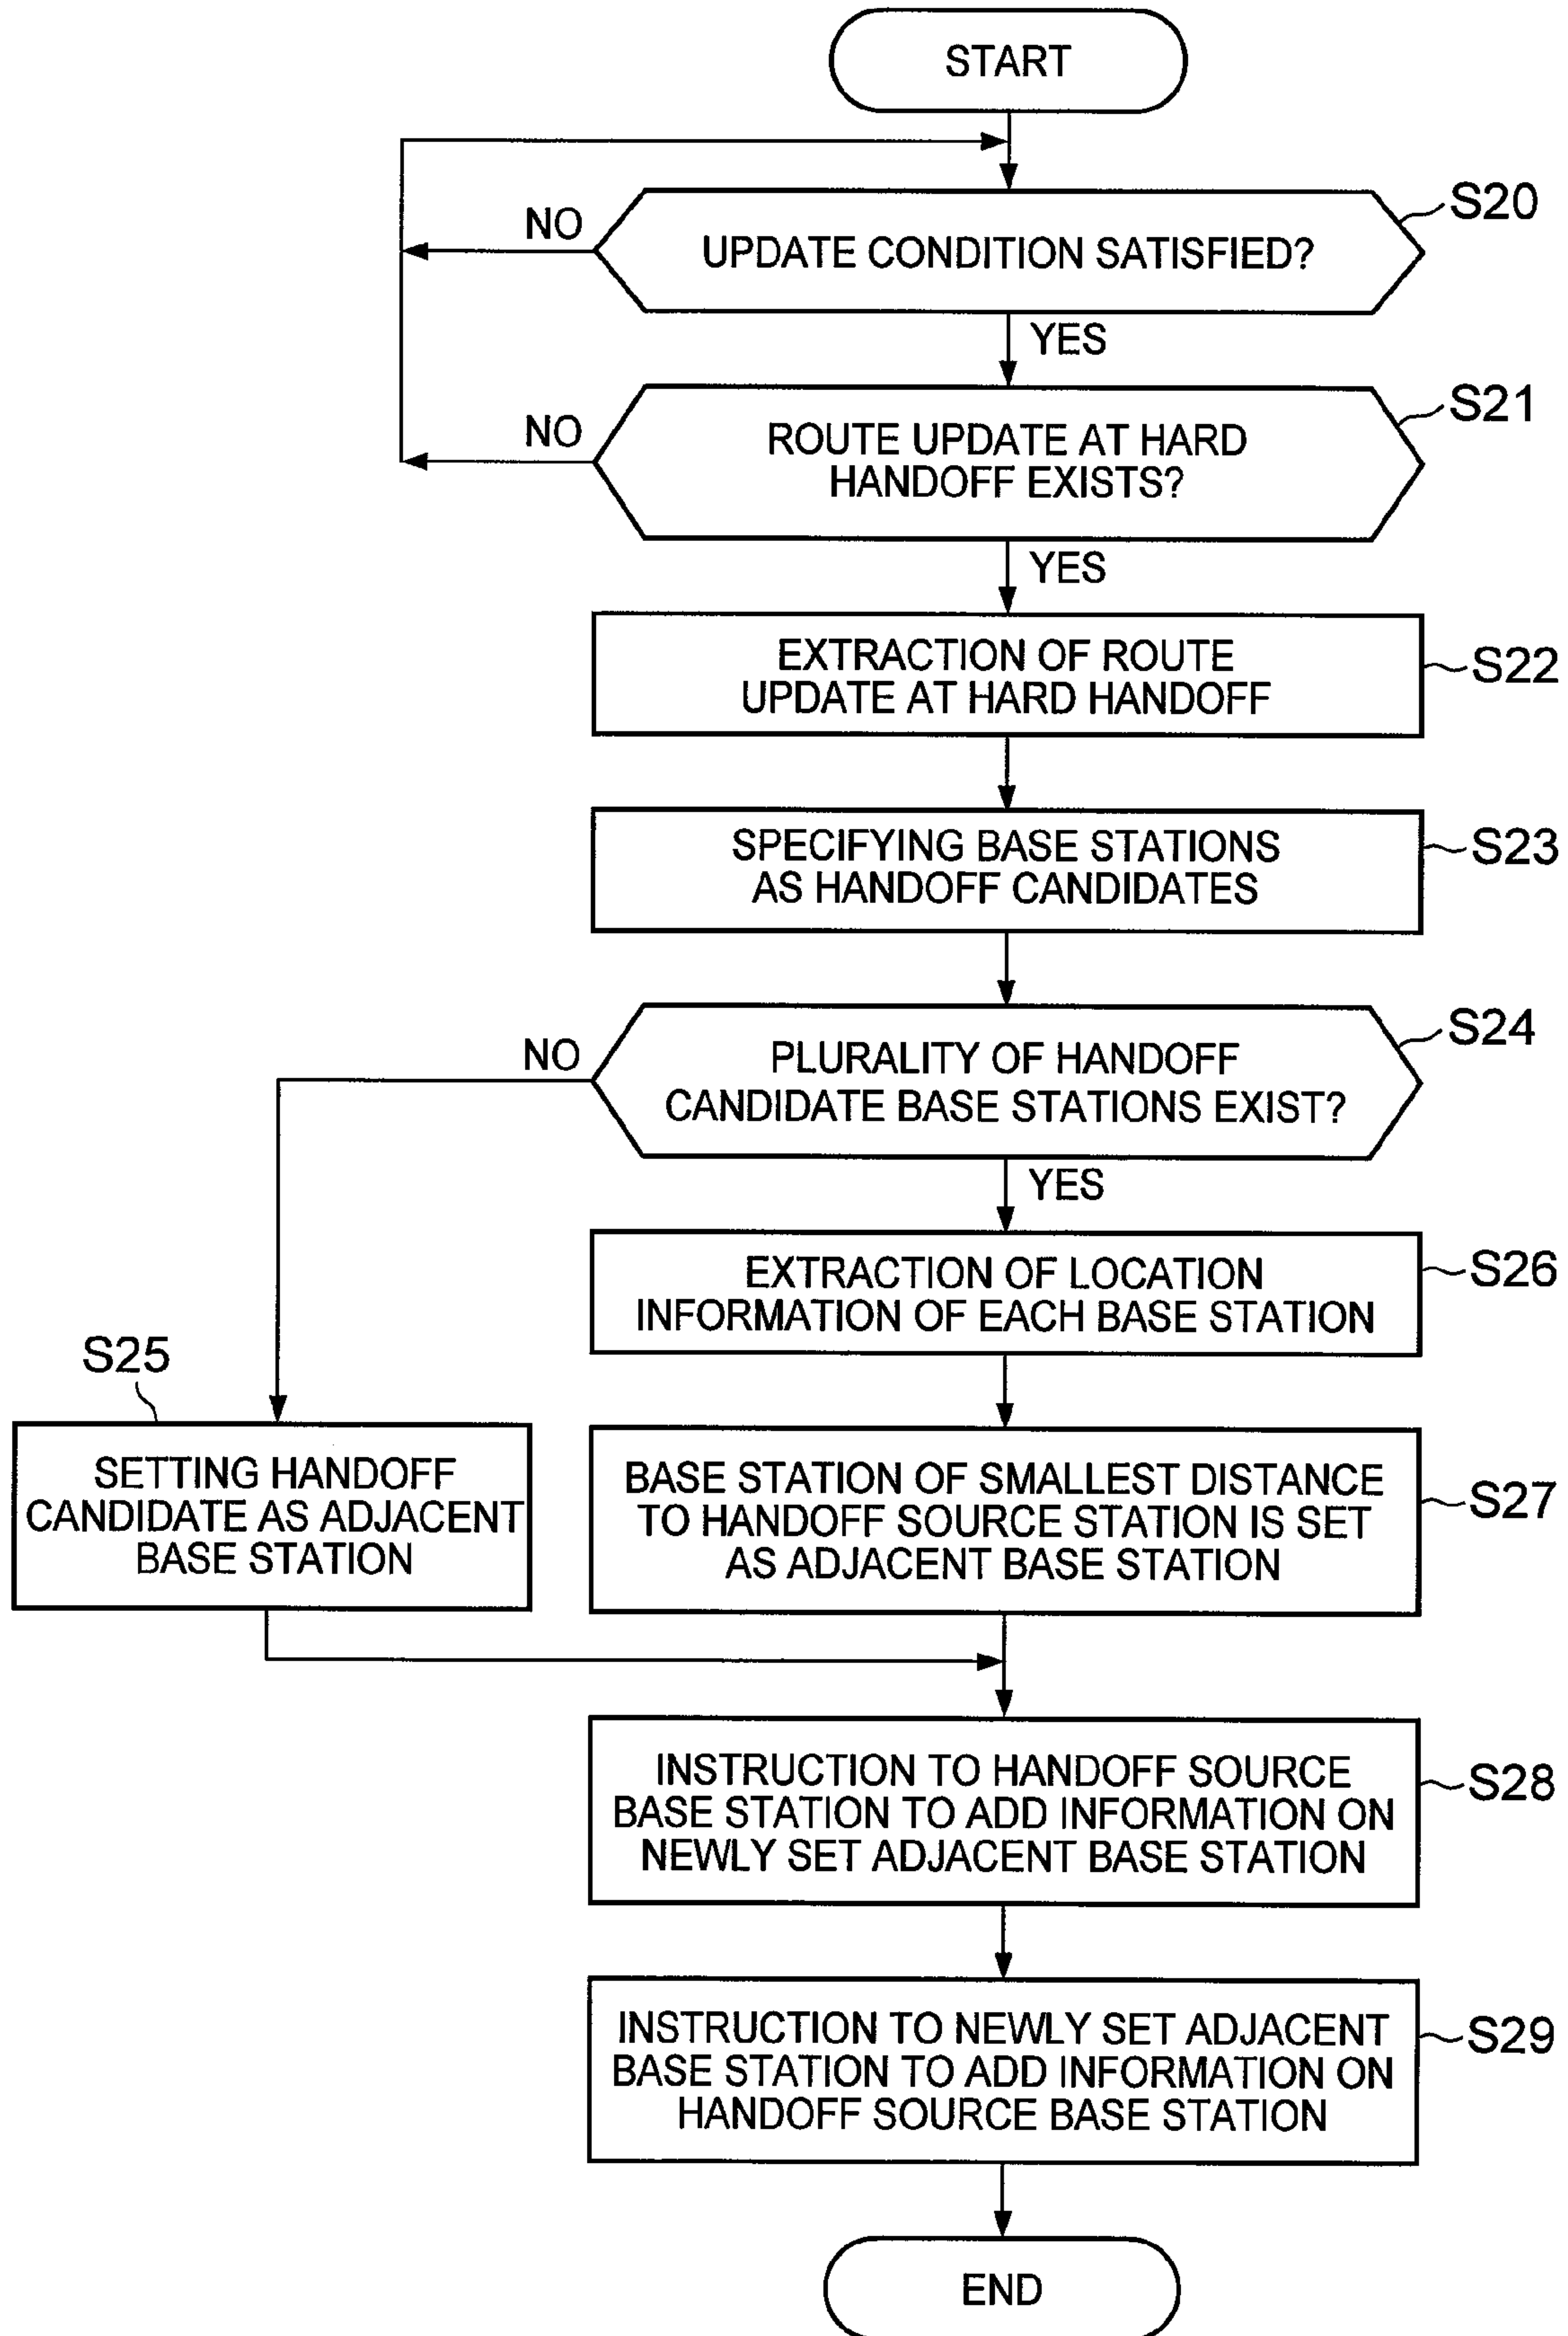 START
S20
NO
UPDATE CONDITION SATISFIED?
YES
S21
NO
ROUTE UPDATE AT HARD
HANDOFF EXISTS?
YES
EXTRACTION OF ROUTE
UPDATE AT HARD HANDOFF
S22
SPECIFYING BASE STATIONS
AS HANDOFF CANDIDATES
S23
S24
NO
PLURALITY OF HANDOFF
CANDIDATE BASE STATIONS EXIST?
YES
EXTRACTION OF LOCATION
INFORMATION OF EACH BASE STATION
S26
S25
SETTING HANDOFF
CANDIDATE AS ADJACENT
BASE STATION
BASE STATION OF SMALLEST DISTANCE
TO HANDOFF SOURCE STATION IS SET
AS ADJACENT BASE STATION
S27
INSTRUCTION TO HANDOFF SOURCE
BASE STATION TO ADD INFORMATION ON
NEWLY SET ADJACENT BASE STATION
S28
INSTRUCTION TO NEWLY SET ADJACENT
BASE STATION TO ADD INFORMATION ON
HANDOFF SOURCE BASE STATION
S29
END